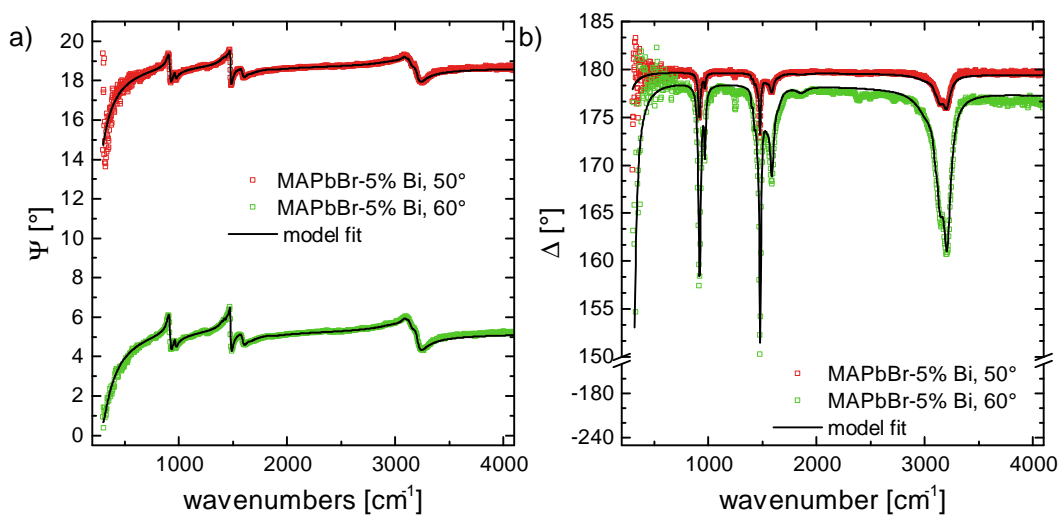 a)
20
18
16
14
12
10
8
6
4
2
0
Ψ [°]
MAPbBr-5% Bi, 50°
MAPbBr-5% Bi, 60°
model fit
1000 2000 3000 4000
wavenumbers [cm⁻¹]
b)
185
180
175
170
165
160
155
150
-180
-240
Δ [°]
MAPbBr-5% Bi, 50°
MAPbBr-5% Bi, 60°
model fit
1000 2000 3000 4000
wavenumber [cm⁻¹]